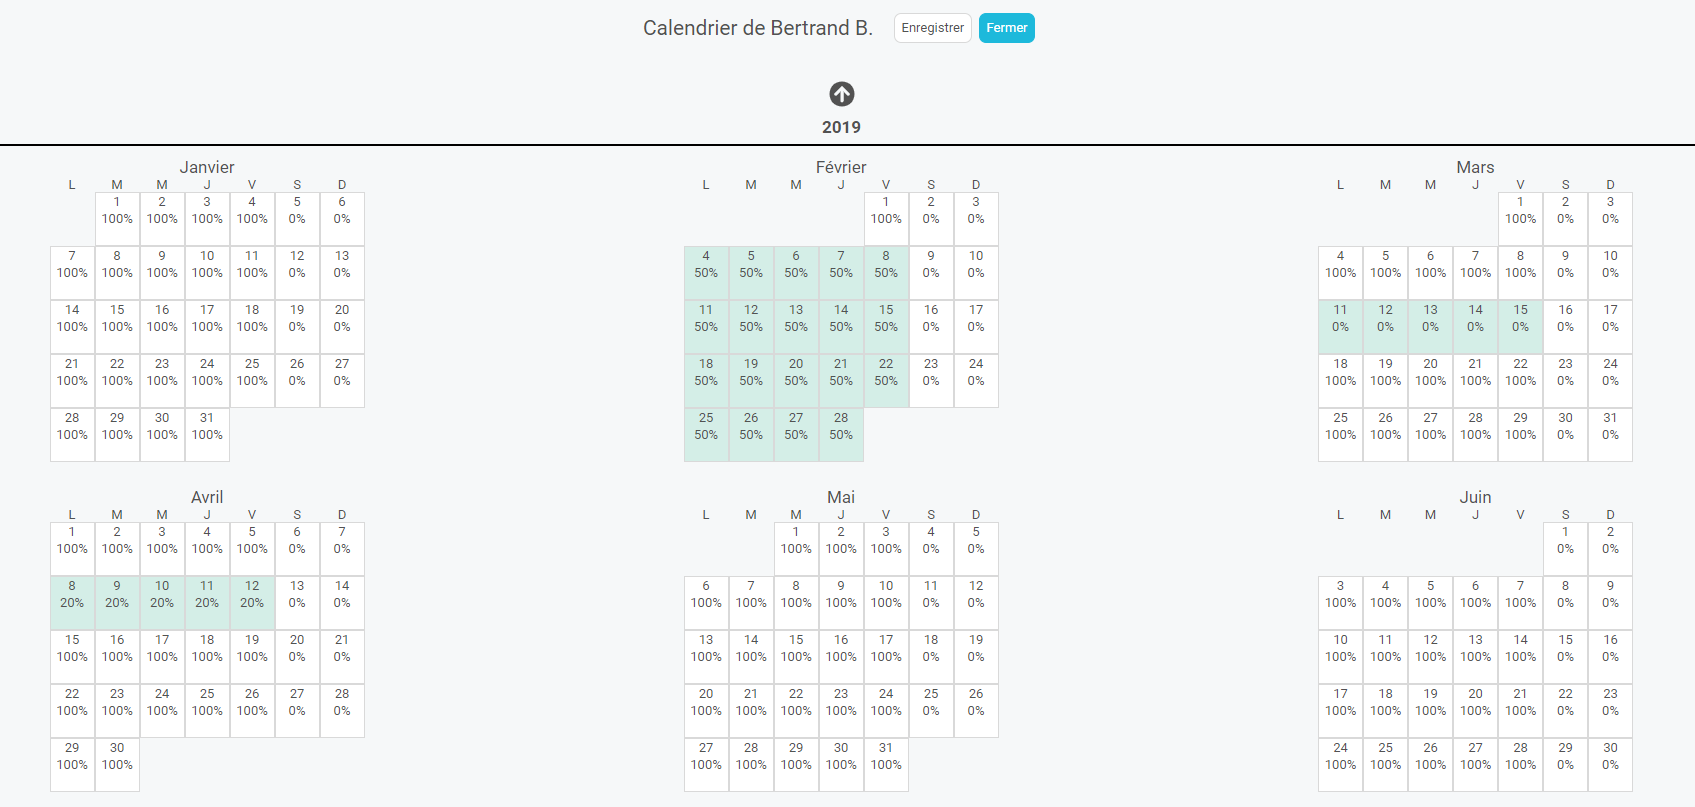 Calendrier de Bertrand B. Enregistrer Fermer
2019
Janvier
L M M J V S D
1 2 3 4 5 6
100% 100% 100% 100% 0% 0%
7 8 9 10 11 12 13
100% 100% 100% 100% 100% 0% 0%
14 15 16 17 18 19 20
100% 100% 100% 100% 100% 0% 0%
21 22 23 24 25 26 27
100% 100% 100% 100% 100% 0% 0%
28 29 30 31
100% 100% 100% 100%
Février
L M M J V S D
1 2 3
100% 0% 0%
4 5 6 7 8 9 10
50% 50% 50% 50% 50% 0% 0%
11 12 13 14 15 16 17
50% 50% 50% 50% 50% 0% 0%
18 19 20 21 22 23 24
50% 50% 50% 50% 50% 0% 0%
25 26 27 28
50% 50% 50% 50%
Mars
L M M J V S D
1 2 3
100% 0% 0%
4 5 6 7 8 9 10
100% 100% 100% 100% 100% 0% 0%
11 12 13 14 15 16 17
0% 0% 0% 0% 0% 0% 0%
18 19 20 21 22 23 24
100% 100% 100% 100% 100% 0% 0%
25 26 27 28 29 30 31
100% 100% 100% 100% 100% 0% 0%
Avril
L M M J V S D
1 2 3 4 5 6 7
100% 100% 100% 100% 100% 0% 0%
8 9 10 11 12 13 14
20% 20% 20% 20% 20% 0% 0%
15 16 17 18 19 20 21
100% 100% 100% 100% 100% 0% 0%
22 23 24 25 26 27 28
100% 100% 100% 100% 100% 0% 0%
29 30
100% 100%
Mai
L M M J V S D
1 2 3 4 5
100% 100% 100% 0% 0%
6 7 8 9 10 11 12
100% 100% 100% 100% 100% 0% 0%
13 14 15 16 17 18 19
100% 100% 100% 100% 100% 0% 0%
20 21 22 23 24 25 26
100% 100% 100% 100% 100% 0% 0%
27 28 29 30 31
100% 100% 100% 100% 100%
Juin
L M M J V S D
1 2
0% 0%
3 4 5 6 7 8 9
100% 100% 100% 100% 100% 0% 0%
10 11 12 13 14 15 16
100% 100% 100% 100% 100% 0% 0%
17 18 19 20 21 22 23
100% 100% 100% 100% 100% 0% 0%
24 25 26 27 28 29 30
100% 100% 100% 100% 100% 0% 0%